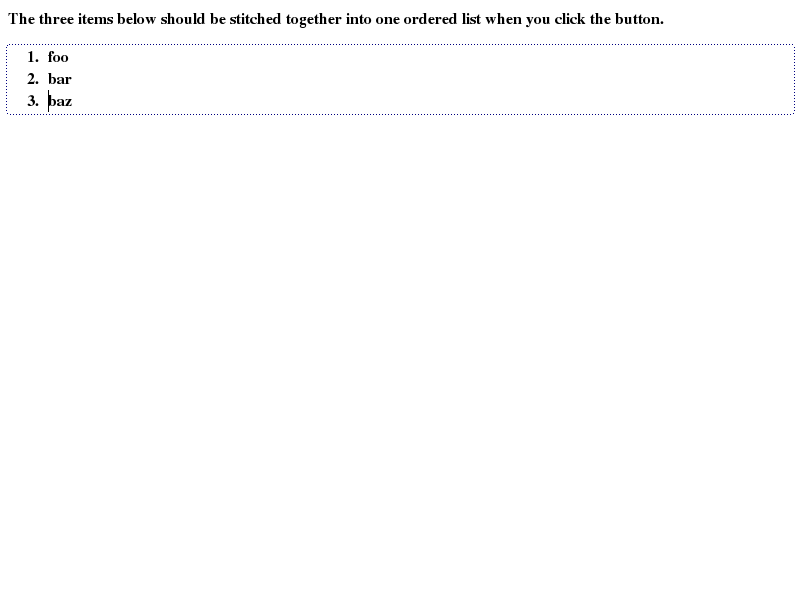 The three items below should be stitched together into one ordered list when you click the button.
1. foo
2. bar
3. baz